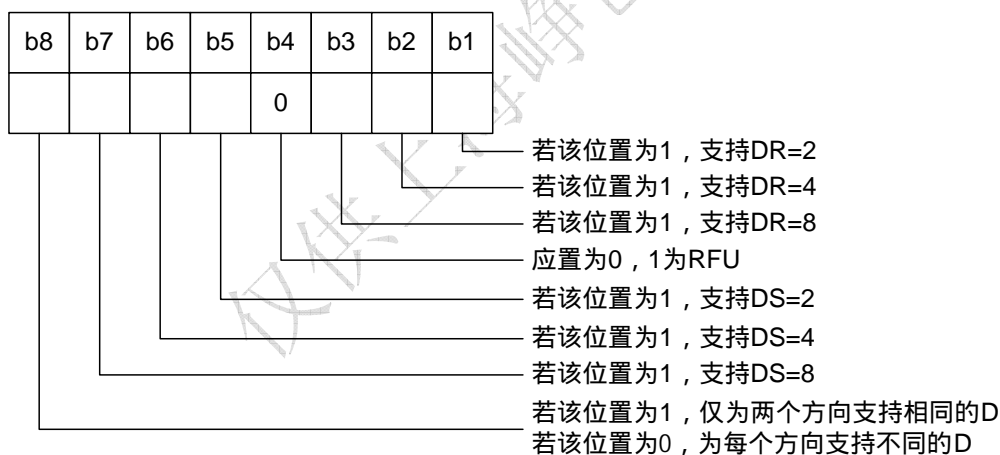 b8 b7 b6 b5 b4 b3 b2 b1
0
若该位置为1，支持DR=2
若该位置为1，支持DR=4
若该位置为1，支持DR=8
应置为0，1为RFU
若该位置为1，支持DS=2
若该位置为1，支持DS=4
若该位置为1，支持DS=8
若该位置为1，仅为两个方向支持相同的D
若该位置为0，为每个方向支持不同的D
仅供上海峥